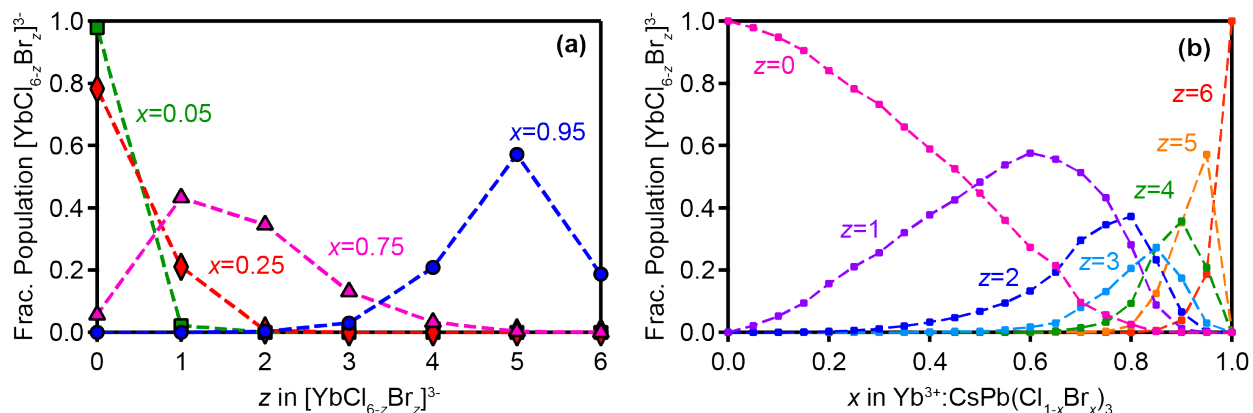 Frac. Population [YbCl₆₋zBrz]³⁻
1.0
0.8
0.6
0.4
0.2
0.0
(a)
x=0.05
x=0.95
x=0.75
x=0.25
0 1 2 3 4 5 6
z in [YbCl₆₋zBrz]³⁻
Frac. Population [YbCl₆₋zBrz]³⁻
1.0
0.8
0.6
0.4
0.2
0.0
(b)
z=0
z=6
z=5
z=4
z=1
z=3
z=2
0.0 0.2 0.4 0.6 0.8 1.0
x in Yb³⁺:CsPb(Cl₁₋ₓBrₓ)₃